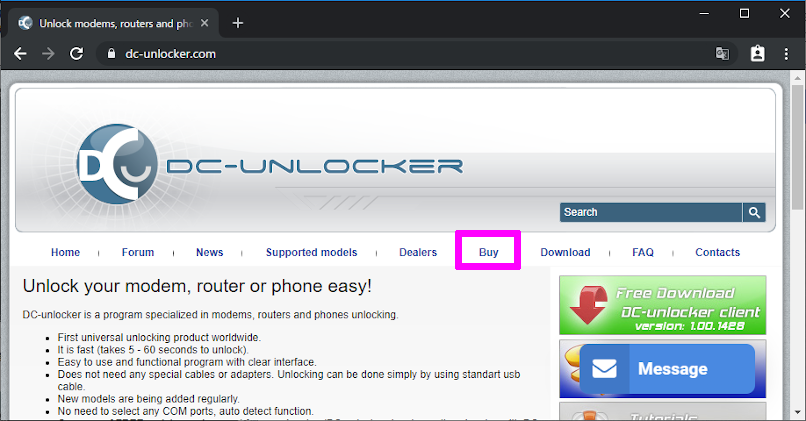 Unlock modems, routers and pho
dc-unlocker.com
DC-UNLOCKER
Search
Home
Forum
News
Supported models
Dealers
Buy
Download
FAQ
Contacts
Unlock your modem, router or phone easy!
DC-unlocker is a program specialized in modems, routers and phones unlocking.
First universal unlocking product worldwide.
It is fast (takes 5 - 60 seconds to unlock).
Easy to use and functional program with clear interface.
Does not need any special cables or adapters. Unlocking can be done simply by using standart usb
cable.
New models are being added regularly.
No need to select any COM ports, auto detect function.
Free Download
DC-unlocker client
version: 1.00.1428
Message
Tutorials